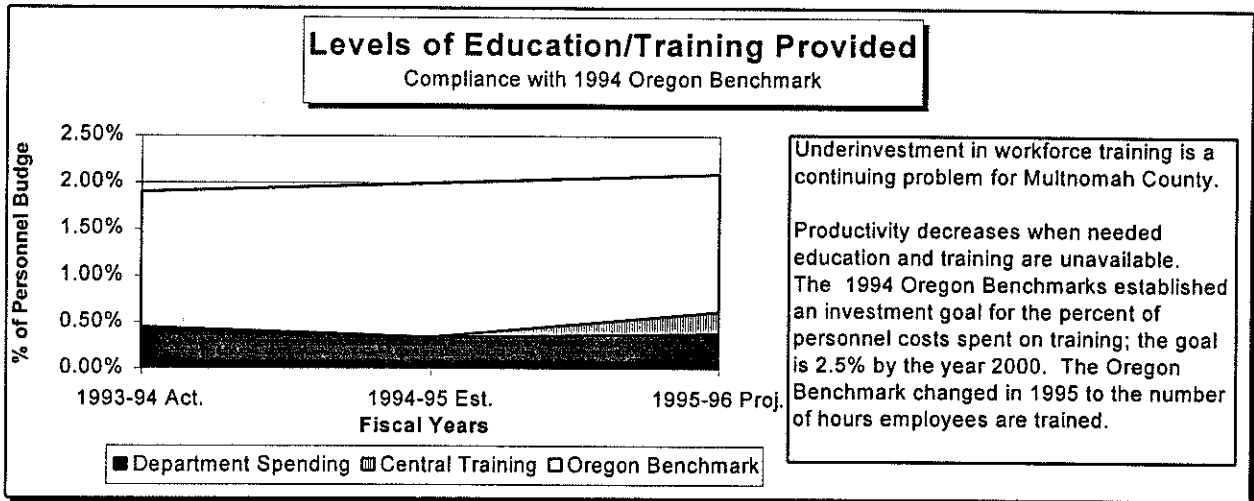 Levels of Education/Training Provided
Compliance with 1994 Oregon Benchmark
% of Personnel Budge
2.50%
2.00%
1.50%
1.00%
0.50%
0.00%
1993-94 Act.
1994-95 Est.
1995-96 Proj.
Fiscal Years
Department Spending Central Training Oregon Benchmark
Underinvestment in workforce training is a
continuing problem for Multnomah County.
Productivity decreases when needed
education and training are unavailable.
The 1994 Oregon Benchmarks established
an investment goal for the percent of
personnel costs spent on training; the goal
is 2.5% by the year 2000. The Oregon
Benchmark changed in 1995 to the number
of hours employees are trained.